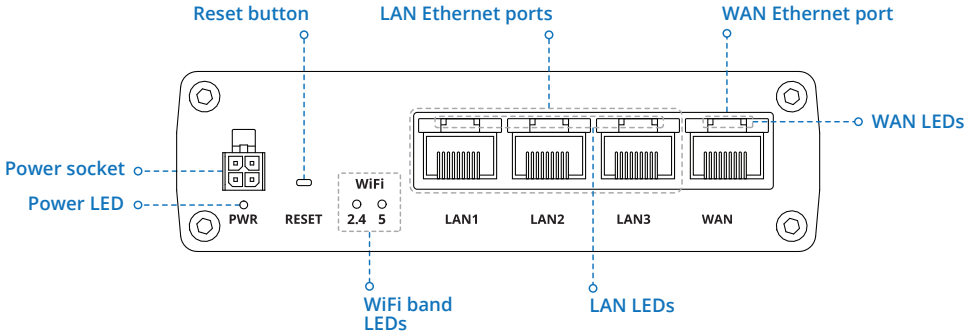 Reset button
LAN Ethernet ports
WAN Ethernet port
WAN LEDs
Power socket
Power LED
WiFi
2.4 5
PWR
RESET
LAN1
LAN2
LAN3
WAN
WiFi band
LEDs
LAN LEDs